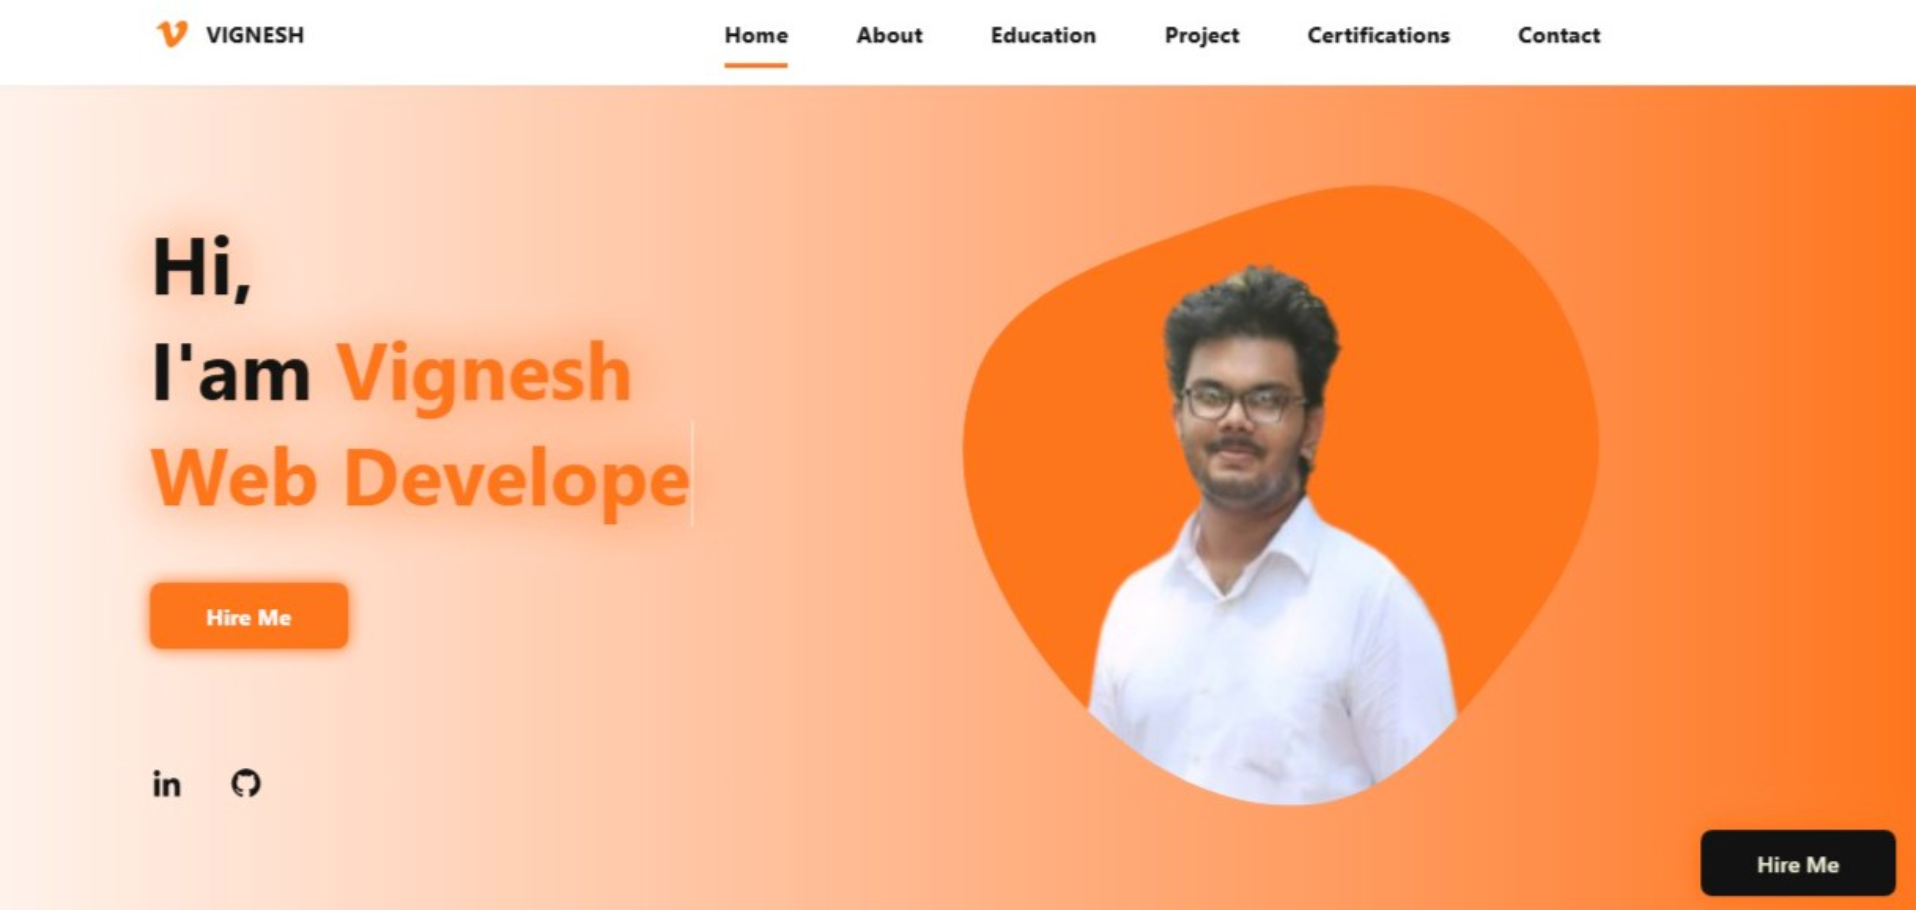 VIGNESH
Home About Education Project Certifications Contact
Hi,
I'am Vignesh
Web Develope
Hire Me
in
Hire Me